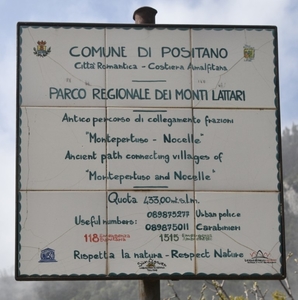 COMUNE DI POSITANO
Città Romantica - Costiera Amalfitana
PARCO REGIONALE DEI MONTI LATTARI
Antico percorso di collegamento frazioni
"Montepertuso - Nocelle"
Ancient path connecting villages of
"Montepertuso and Nocelle"
Quota 433,00 m.s.l.m.
Useful numbers: 089875277 Urban police
089875011 Carabinieri
118 1515
Rispetta la natura - Respect Nature